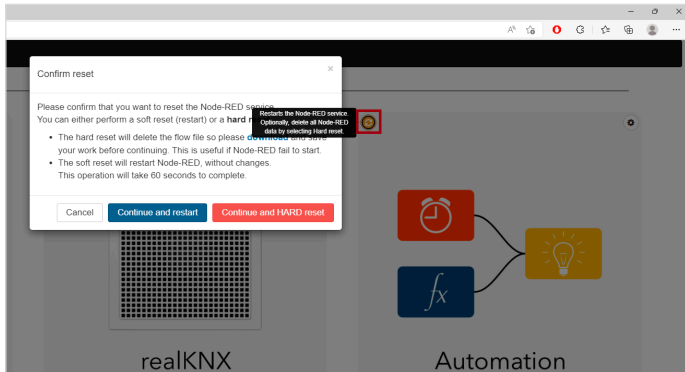 Confirm reset
×
Please confirm that you want to reset the Node-RED service.
You can either perform a soft reset (restart) or a hard
Restarts the Node-RED service.
Optionally, delete all Node-RED
data by selecting Hard reset.
• The hard reset will delete the flow file so please download and save
your work before continuing. This is useful if Node-RED fail to start.
• The soft reset will restart Node-RED, without changes.
This operation will take 60 seconds to complete.
Cancel
Continue and restart
Continue and HARD reset
fx
realKNX
Automation